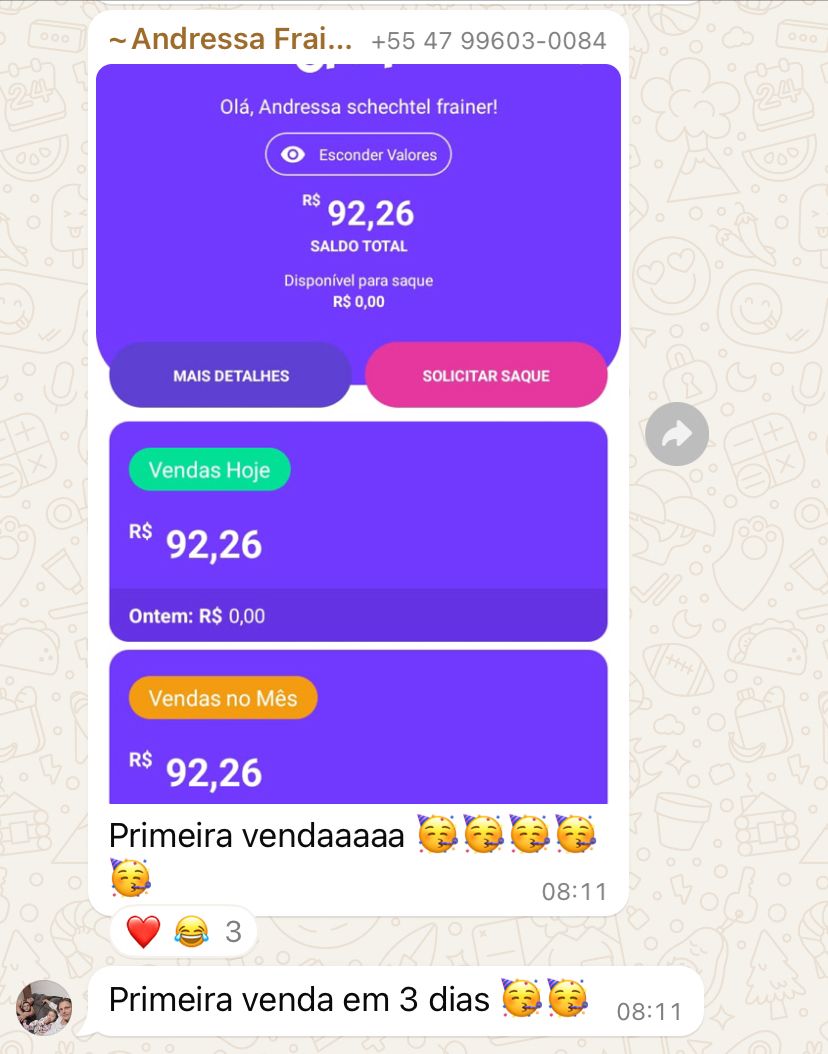 ~Andressa Frai... +55 47 99603-0084
Olá, Andressa schechtel frainer!
Esconder Valores
R$ 92,26
SALDO TOTAL
Disponível para saque
R$ 0,00
MAIS DETALHES SOLICITAR SAQUE
Vendas Hoje
R$ 92,26
Ontem: R$ 0,00
Vendas no Mês
R$ 92,26
Primeira vendaaaaa 🥳🥳🥳🥳
🥳
08:11
❤️ 😂 3
Primeira venda em 3 dias 🥳🥳 08:11